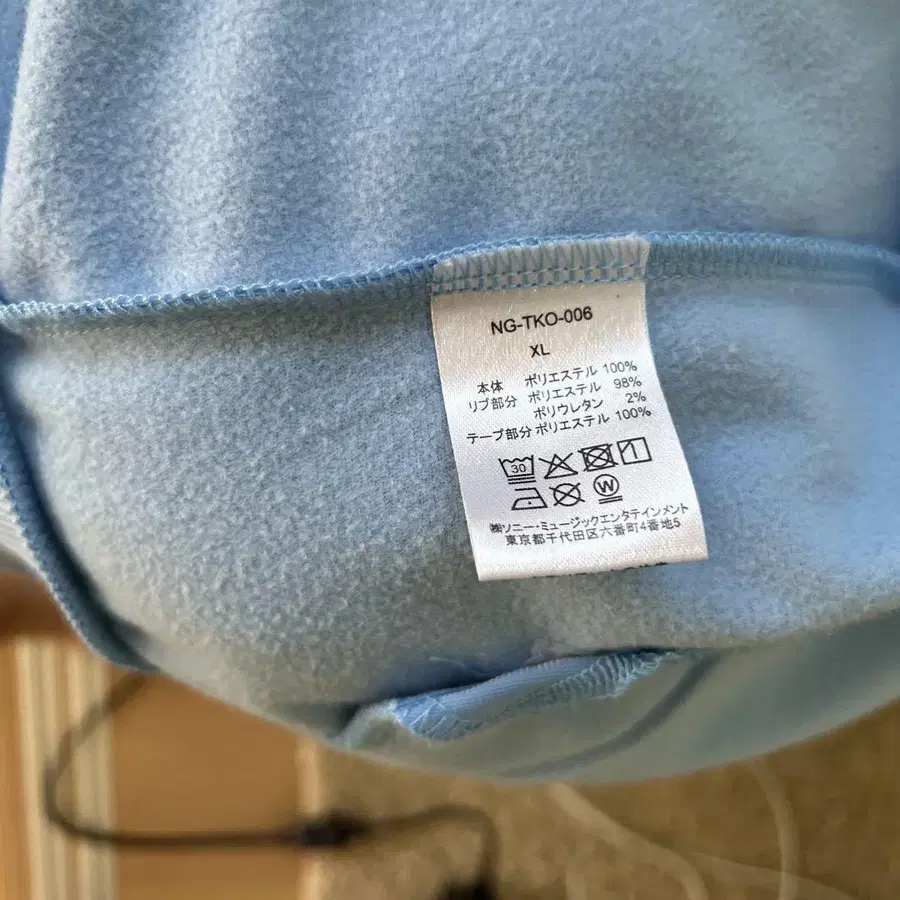 NG-TKO-006
XL
本体 ポリエステル 100%
リブ部分 ポリエステル 98%
ポリウレタン 2%
テープ部分 ポリエステル 100%
30
W
㈱ソニー・ミュージックエンタテインメント
東京都千代田区六番町4番地5